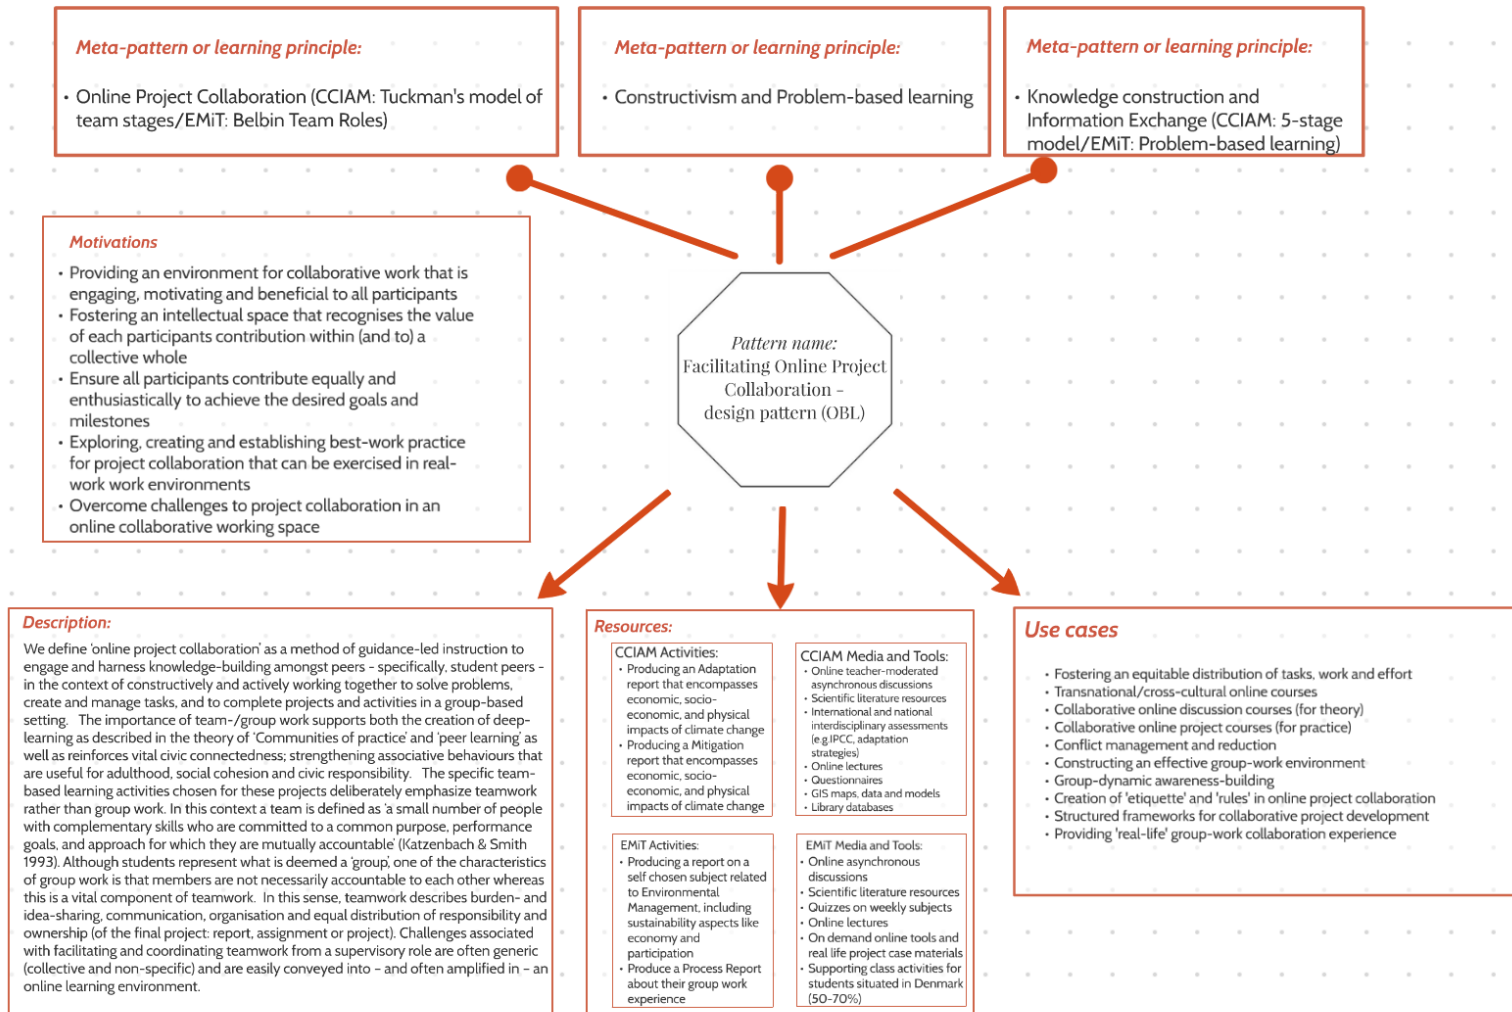 Meta-pattern or learning principle:
• Online Project Collaboration (CCIAM: Tuckman's model of
team stages/EMiT: Belbin Team Roles)
Meta-pattern or learning principle:
• Constructivism and Problem-based learning
Meta-pattern or learning principle:
• Knowledge construction and
Information Exchange (CCIAM: 5-stage
model/EMiT: Problem-based learning)
Motivations
• Providing an environment for collaborative work that is
engaging, motivating and beneficial to all participants
• Fostering an intellectual space that recognises the value
of each participants contribution within (and to) a
collective whole
• Ensure all participants contribute equally and
enthusiastically to achieve the desired goals and
milestones
• Exploring, creating and establishing best-work practice
for project collaboration that can be exercised in real-
work work environments
• Overcome challenges to project collaboration in an
online collaborative working space
Pattern name:
Facilitating Online Project
Collaboration -
design pattern (OBL)
Description:
We define 'online project collaboration' as a method of guidance-led instruction to
engage and harness knowledge-building amongst peers - specifically, student peers -
in the context of constructively and actively working together to solve problems,
create and manage tasks, and to complete projects and activities in a group-based
setting. The importance of team-/group work supports both the creation of deep-
learning as described in the theory of 'Communities of practice' and 'peer learning' as
well as reinforces vital civic connectedness; strengthening associative behaviours that
are useful for adulthood, social cohesion and civic responsibility. The specific team-
based learning activities chosen for these projects deliberately emphasize teamwork
rather than group work. In this context a team is defined as 'a small number of people
with complementary skills who are committed to a common purpose, performance
goals, and approach for which they are mutually accountable' (Katzenbach & Smith
1993). Although students represent what is deemed a 'group', one of the characteristics
of group work is that members are not necessarily accountable to each other whereas
this is a vital component of teamwork. In this sense, teamwork describes burden- and
idea-sharing, communication, organisation and equal distribution of responsibility and
ownership (of the final project: report, assignment or project). Challenges associated
with facilitating and coordinating teamwork from a supervisory role are often generic
(collective and non-specific) and are easily conveyed into – and often amplified in – an
online learning environment.
Resources:
CCIAM Activities:
• Producing an Adaptation
report that encompasses
economic, socio-
economic, and physical
impacts of climate change
• Producing a Mitigation
report that encompasses
economic, socio-
economic, and physical
impacts of climate change
CCIAM Media and Tools:
• Online teacher-moderated
asynchronous discussions
• Scientific literature resources
• International and national
interdisciplinary assessments
(e.g.IPCC, adaptation
strategies)
• Online lectures
• Questionnaires
• GIS maps, data and models
• Library databases
EMiT Activities:
• Producing a report on a
self chosen subject related
to Environmental
Management, including
sustainability aspects like
economy and
participation
• Produce a Process Report
about their group work
experience
EMiT Media and Tools:
• Online asynchronous
discussions
• Scientific literature resources
• Quizzes on weekly subjects
• Online lectures
• On demand online tools and
real life project case materials
• Supporting class activities for
students situated in Denmark
(50-70%)
Use cases
• Fostering an equitable distribution of tasks, work and effort
• Transnational/cross-cultural online courses
• Collaborative online discussion courses (for theory)
• Collaborative online project courses (for practice)
• Conflict management and reduction
• Constructing an effective group-work environment
• Group-dynamic awareness-building
• Creation of 'etiquette' and 'rules' in online project collaboration
• Structured frameworks for collaborative project development
• Providing 'real-life' group-work collaboration experience